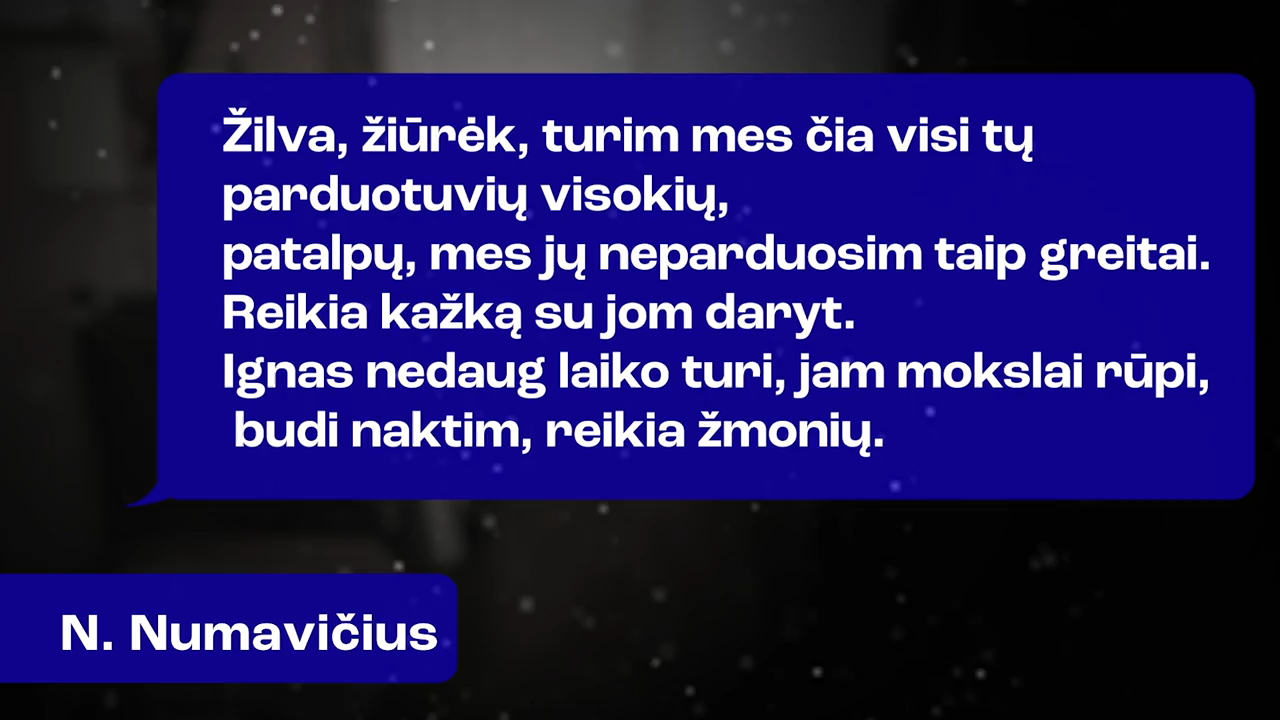 Žilva, žiūrėk, turim mes čia visi tų
parduotuvių visokių,
patalpų, mes jų neparduosim taip greitai.
Reikia kažką su jom daryt.
Ignas nedaug laiko turi, jam mokslai rūpi,
budi naktim, reikia žmonių.
N. Numavičius